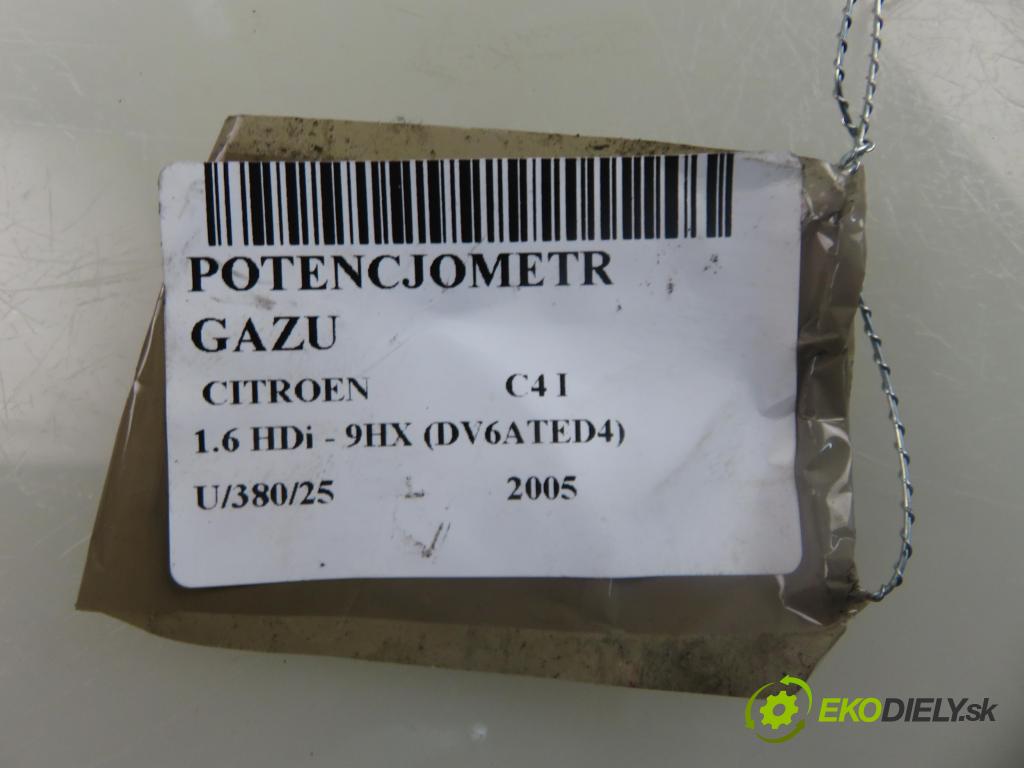 POTENCJOMETR
GAZU
CITROEN C4 I
1.6 HDi - 9HX (DV6ATED4)
U/380/25 2005
EKODIELY.sk